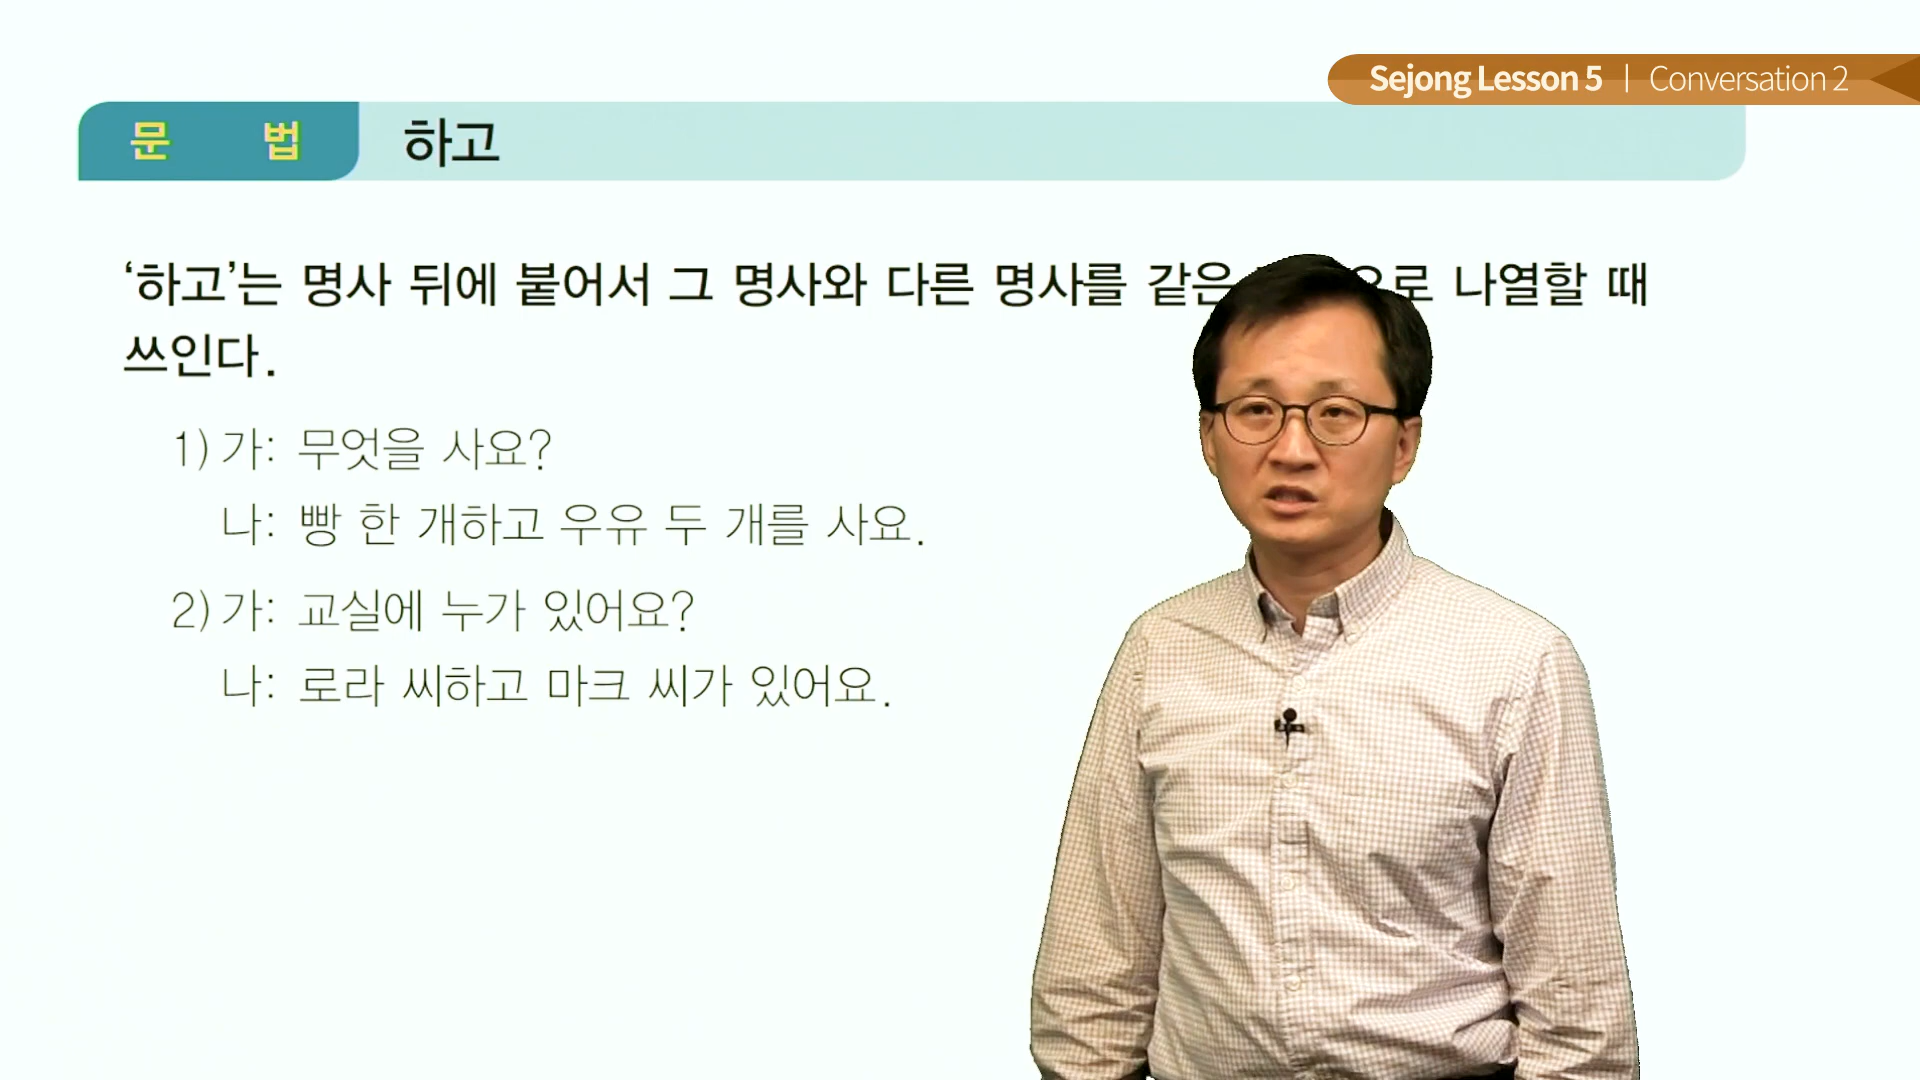 Sejong Lesson 5 | Conversation 2
문 법 하고
‘하고’는 명사 뒤에 붙어서 그 명사와 다른 명사를 같은 나열할 때
쓰인다.
1) 가: 무엇을 사요?
나: 빵 한 개하고 우유 두 개를 사요.
2) 가: 교실에 누가 있어요?
나: 로라 씨하고 마크 씨가 있어요.